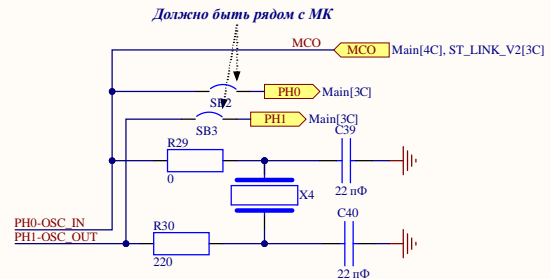 Должно быть рядом с МК
MCO
MCO Main[4C], ST_LINK_V2[3C]
PH0 Main[3C]
SB2
PH1 Main[3C]
SB3
C39
R29
0
22 пФ
X4
PH0-OSC_IN
PH1-OSC_OUT
R30
220
C40
22 пФ